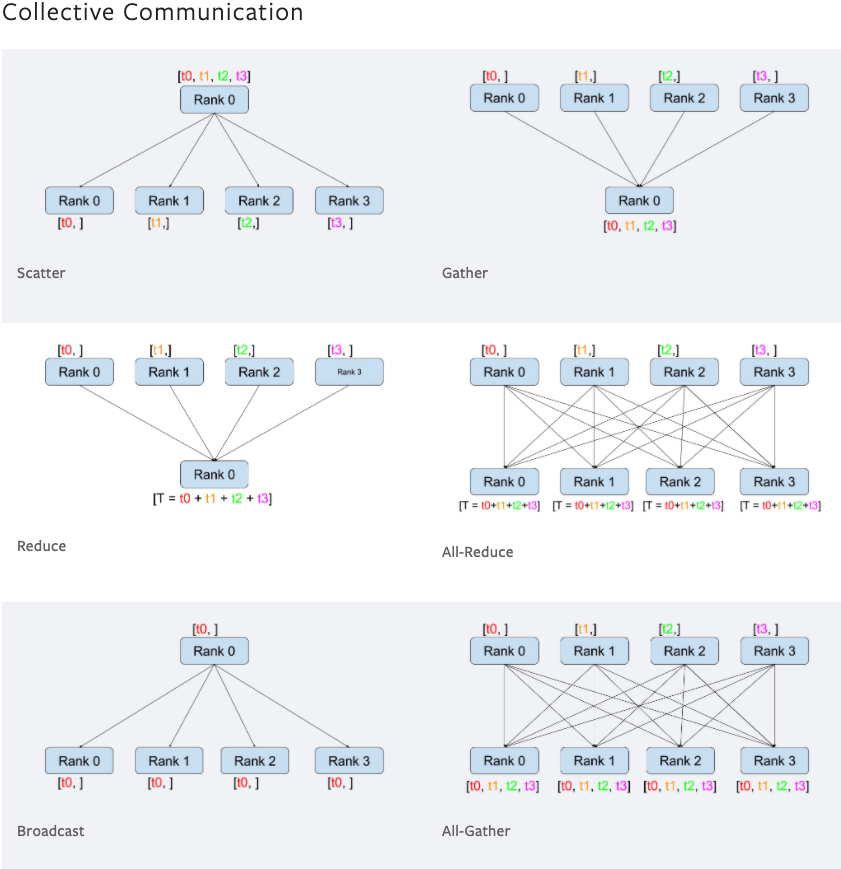 Collective Communication
[t0, t1, t2, t3]
Rank 0
Rank 0 Rank 1 Rank 2 Rank 3
[t0, ] [t1,] [t2,] [t3, ]
Scatter
[t0, ] [t1,] [t2,] [t3, ]
Rank 0 Rank 1 Rank 2 Rank 3
Rank 0
[t0, t1, t2, t3]
Gather
[t0, ] [t1,] [t2,] [t3, ]
Rank 0 Rank 1 Rank 2 Rank 3
Rank 0
[T = t0 + t1 + t2 + t3]
Reduce
[t0, ] [t1,] [t2,] [t3, ]
Rank 0 Rank 1 Rank 2 Rank 3
Rank 0 Rank 1 Rank 2 Rank 3
[T = t0+t1+t2+t3] [T = t0+t1+t2+t3] [T = t0+t1+t2+t3] [T = t0+t1+t2+t3]
All-Reduce
[t0, ]
Rank 0
Rank 0 Rank 1 Rank 2 Rank 3
[t0, ] [t0, ] [t0, ] [t0, ]
Broadcast
[t0, ] [t1,] [t2,] [t3, ]
Rank 0 Rank 1 Rank 2 Rank 3
Rank 0 Rank 1 Rank 2 Rank 3
[t0, t1, t2, t3] [t0, t1, t2, t3] [t0, t1, t2, t3] [t0, t1, t2, t3]
All-Gather